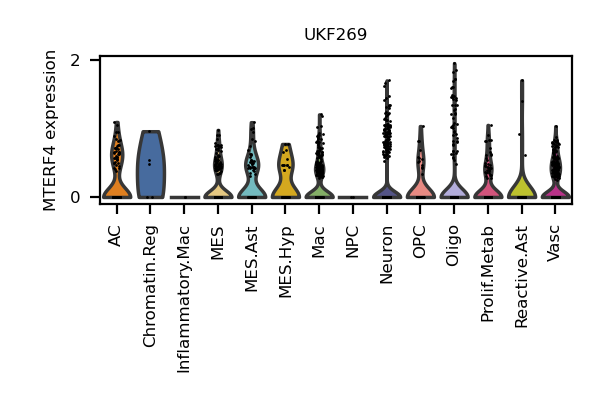 UKF269
MTERF4 expression
2
0
AC
Chromatin.Reg
Inflammatory.Mac
MES
MES.Ast
MES.Hyp
Mac
NPC
Neuron
OPC
Oligo
Prolif.Metab
Reactive.Ast
Vasc